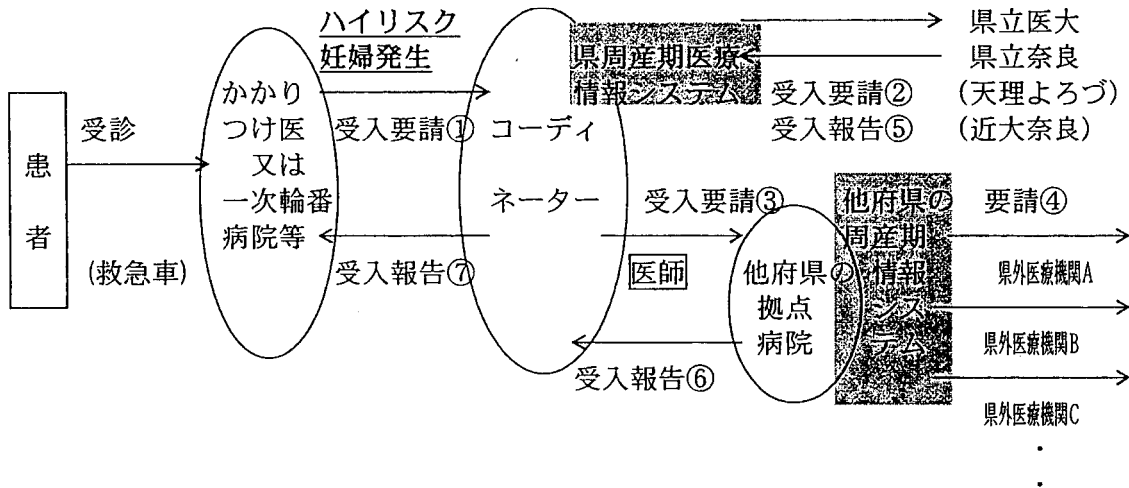 患者
受診
(救急車)
かかり
つけ医
又は
一次輪番
病院等
ハイリスク
妊婦発生
受入要請①
受入報告⑦
コーディ
ネーター
県周産期医療
情報システム
受入要請②
受入報告⑤
県立医大
県立奈良
(天理よろづ)
(近大奈良)
受入要請③
医師
受入報告⑥
他府県の
拠点
病院
他府県の
周産期
情報
シス
テム
要請④
県外医療機関A
県外医療機関B
県外医療機関C
・
・